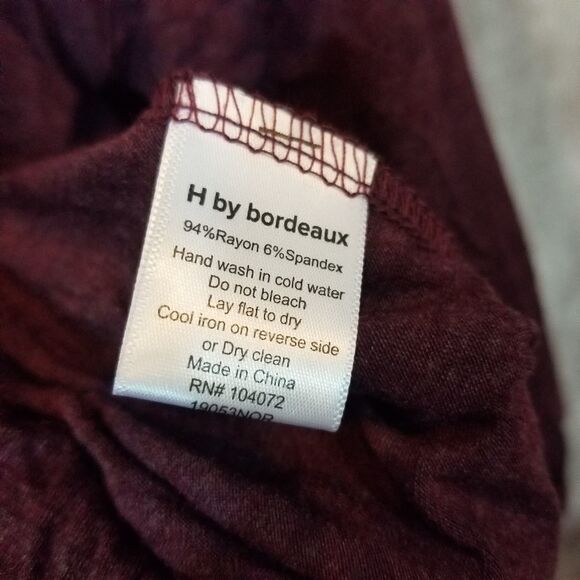 H by bordeaux
94%Rayon 6%Spandex
Hand wash in cold water
Do not bleach
Lay flat to dry
Cool iron on reverse side
or Dry clean
Made in China
RN# 104072
19053NOR